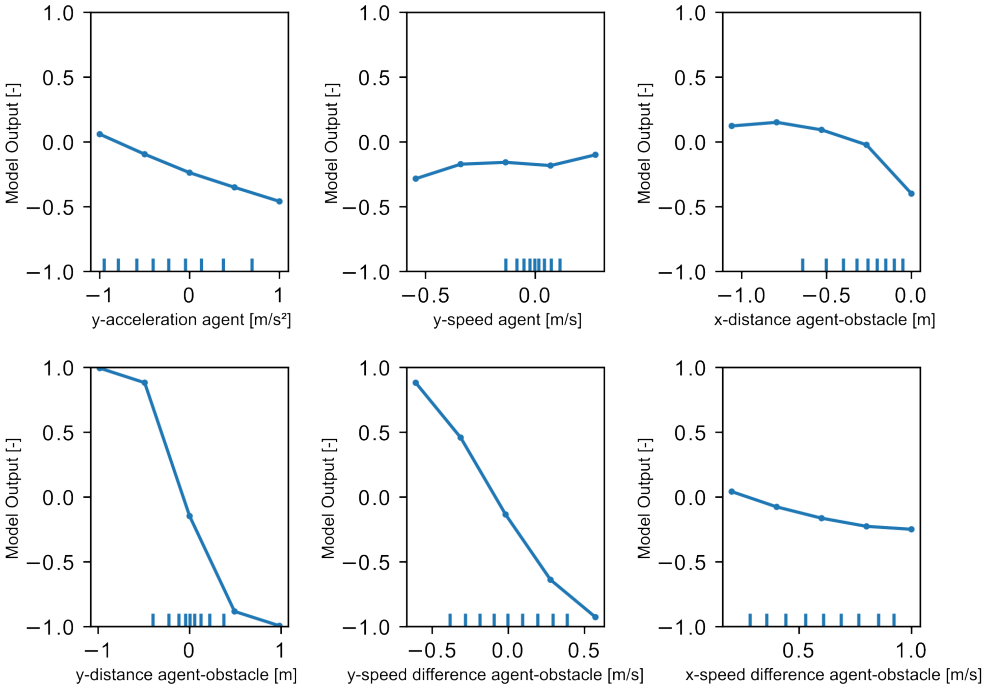 1.0 1.0 1.0
0.5 0.5 0.5
0.0 0.0 0.0
−0.5 −0.5 −0.5
−1.0 −1.0 −1.0
Model Output [-] Model Output [-] Model Output [-]
−1 0 1 −0.5 0.0 −1.0 −0.5 0.0
y-acceleration agent [m/s²] y-speed agent [m/s] x-distance agent-obstacle [m]
1.0 1.0 1.0
0.5 0.5 0.5
0.0 0.0 0.0
−0.5 −0.5 −0.5
−1.0 −1.0 −1.0
Model Output [-] Model Output [-] Model Output [-]
−1 0 1 −0.5 0.0 0.5 0.5 1.0
y-distance agent-obstacle [m] y-speed difference agent-obstacle [m/s] x-speed difference agent-obstacle [m/s]